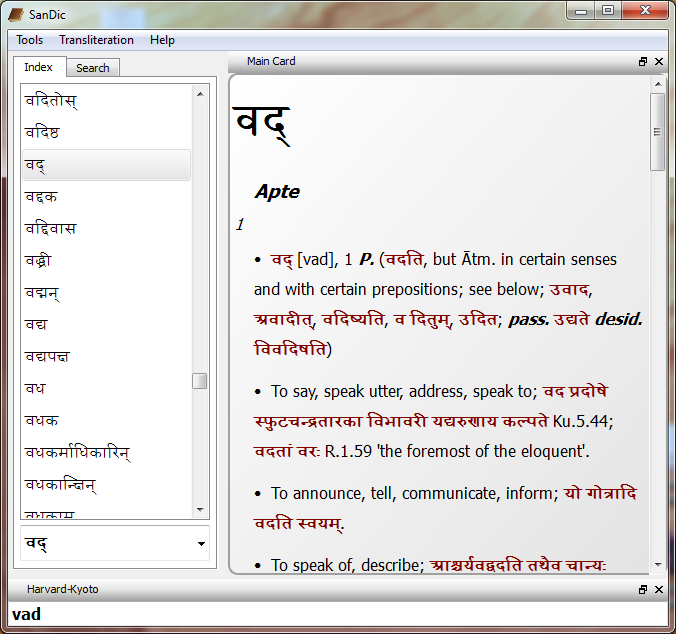 SanDic
Tools Transliteration Help
Index Search
वदितोस्
वदिष्ठ
वद्
वद्दक
वद्दिवास
वद्मन्
वद्य
वद्यपत्त
वध
वधक
वधकर्माधिकारिन्
वधकान्तिन्
वधकाम
वद्
Main Card
वद्
Apte
1
• वद् [vad], 1 P. (वदति, but Ātm. in certain senses
and with certain prepositions; see below; उवाद,
अवादीत्, वदिष्यति, व दितुम्, उदित; pass. उद्यते desid.
विवदिषति)
• To say, speak utter, address, speak to; वद प्रदोषे
स्फुटचन्द्रतारका विभावरी यद्यरुणाय कल्पते Ku.5.44;
वदतां वरः R.1.59 'the foremost of the eloquent'.
• To announce, tell, communicate, inform; यो गोत्रादि
वदति स्वयम्.
• To speak of, describe; आश्चर्यवद्वदति तथैव चान्यः
Harvard-Kyoto
vad